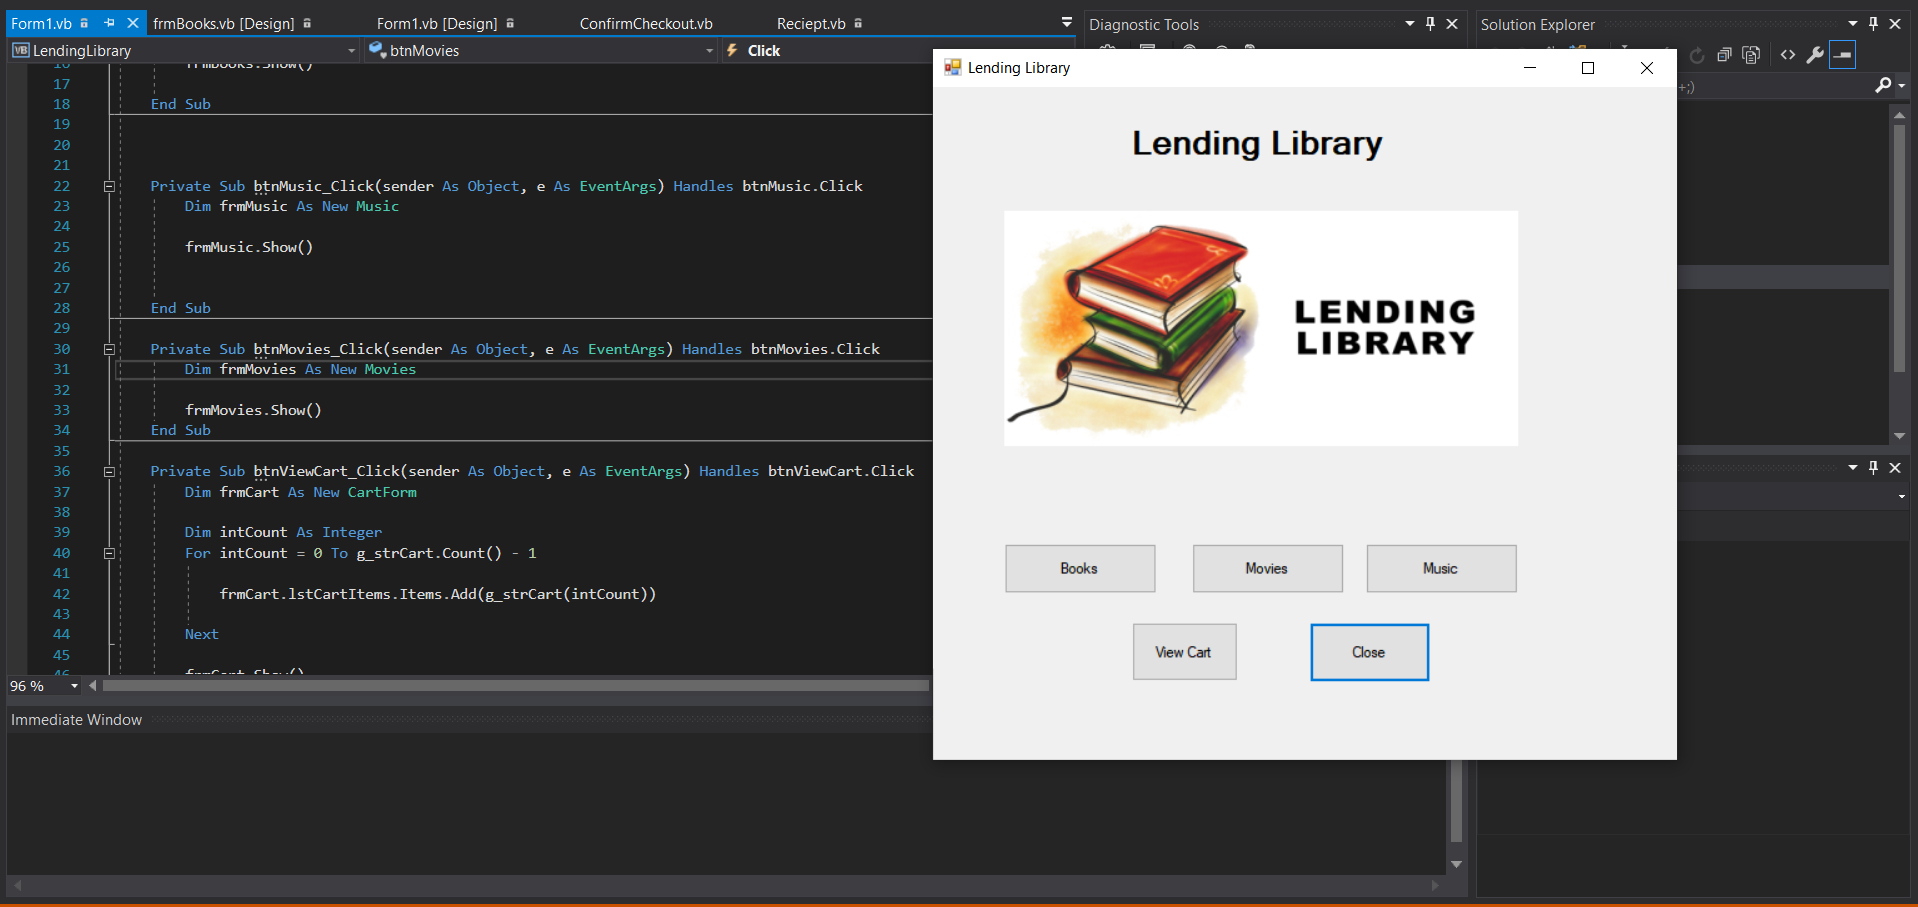 Form1.vb
frmBooks.vb [Design]
Form1.vb [Design]
ConfirmCheckout.vb
Reciept.vb
Diagnostic Tools
Solution Explorer
VB LendingLibrary
btnMovies
Click
Lending Library
+;)
17
18 End Sub
19
20
21
22 Private Sub btnMusic_Click(sender As Object, e As EventArgs) Handles btnMusic.Click
23 Dim frmMusic As New Music
24
25 frmMusic.Show()
26
27
28 End Sub
29
30 Private Sub btnMovies_Click(sender As Object, e As EventArgs) Handles btnMovies.Click
31 Dim frmMovies As New Movies
32
33 frmMovies.Show()
34 End Sub
35
36 Private Sub btnViewCart_Click(sender As Object, e As EventArgs) Handles btnViewCart.Click
37 Dim frmCart As New CartForm
38
39 Dim intCount As Integer
40 For intCount = 0 To g_strCart.Count() - 1
41
42 frmCart.lstCartItems.Items.Add(g_strCart(intCount))
43
44 Next
45
96 %
Immediate Window
Lending Library
LENDING
LIBRARY
Books
Movies
Music
View Cart
Close